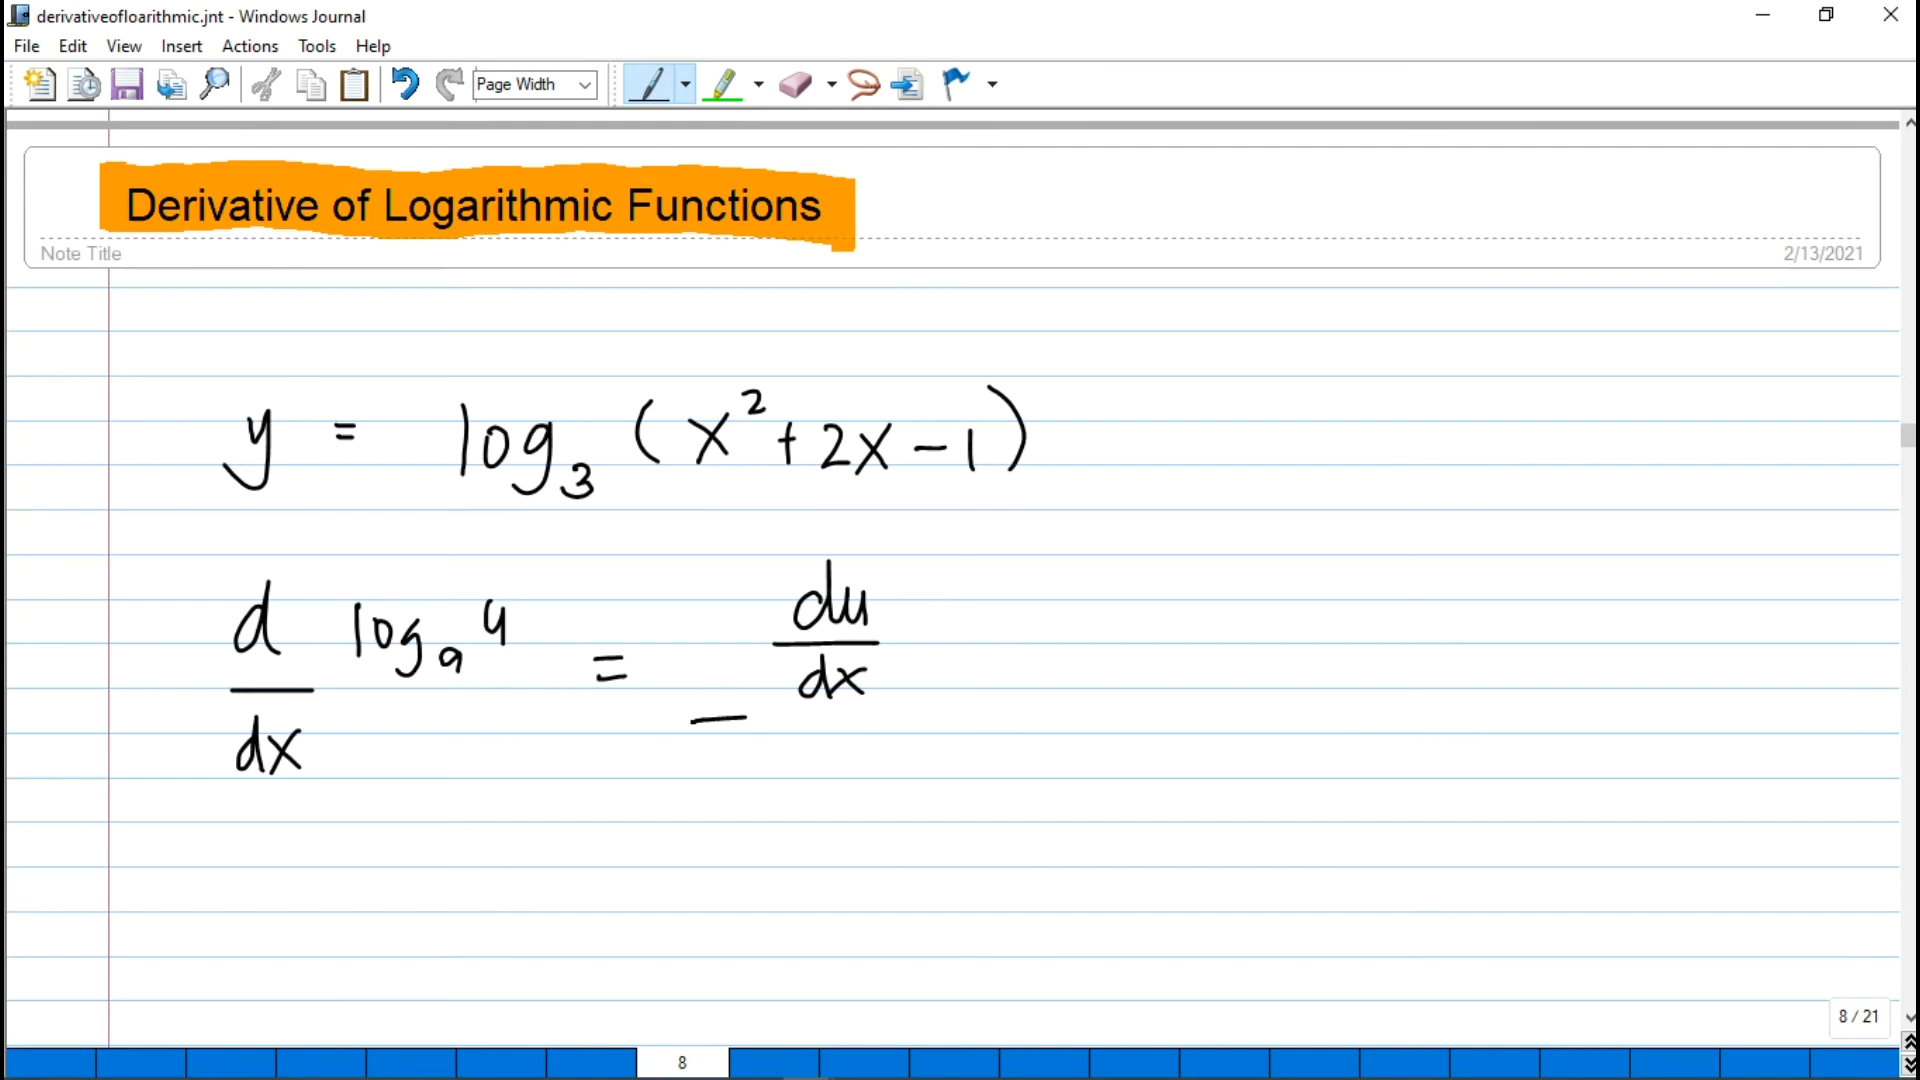 derivativeofloarithmic.jnt - Windows Journal
File Edit View Insert Actions Tools Help
Page Width
Derivative of Logarithmic Functions
Note Title
2/13/2021
y = log₃ (x² + 2x - 1)
d/dx logₐ u = du/dx
8 / 21
8